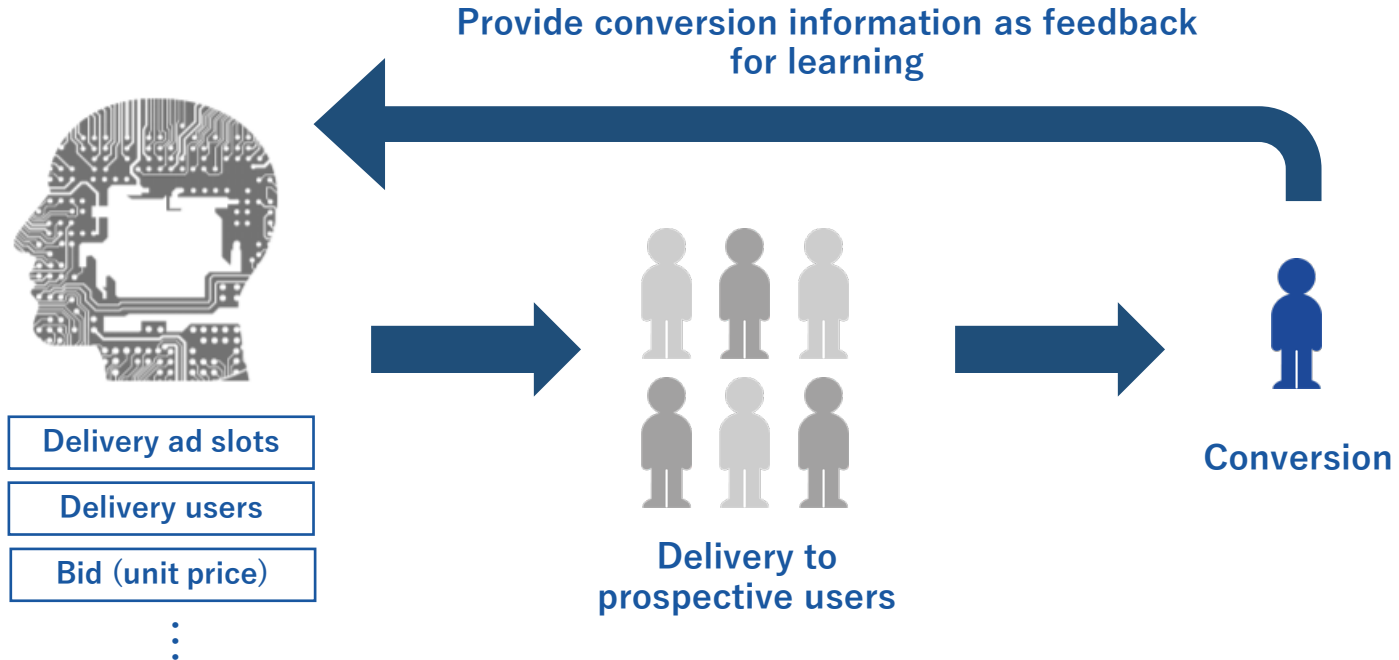 Provide conversion information as feedback
for learning
Delivery ad slots
Delivery users
Bid (unit price)
⋮
Delivery to
prospective users
Conversion